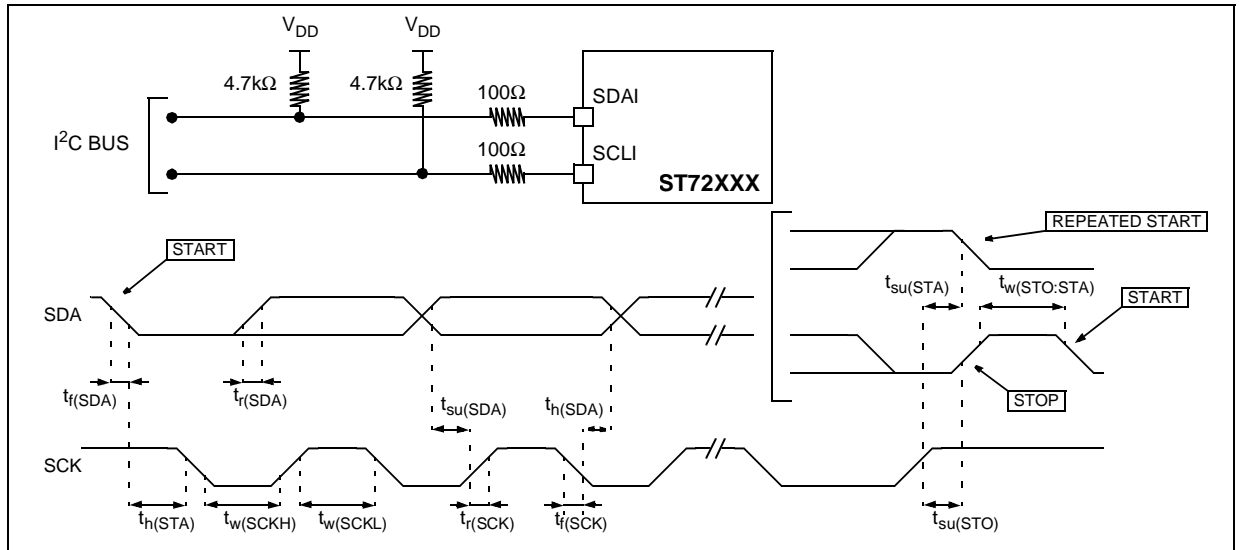 VDD VDD
4.7kΩ 4.7kΩ
100Ω
SDAI
I2C BUS
100Ω
SCLI
ST72XXX
REPEATED START
START
tsu(STA) tw(STO:STA)
START
SDA
STOP
tf(SDA) tr(SDA)
tsu(SDA) th(SDA)
SCK
th(STA) tw(SCKH) tw(SCKL) tr(SCK) tf(SCK) tsu(STO)